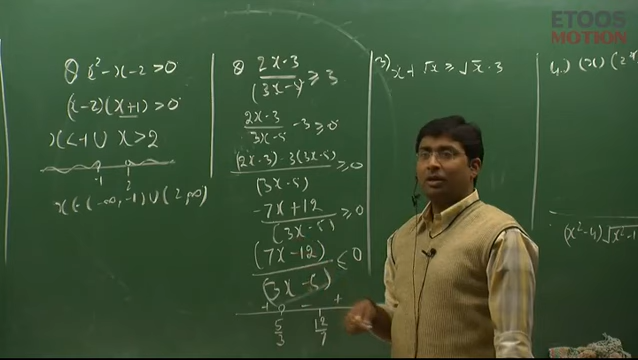 ETOOS
MOTION
x² - x - 2 > 0
(x-2)(x+1) > 0
x < -1 ∪ x > 2
-1 2
x ∈ (-∞, -1) ∪ (2, ∞)
2x-3 / (3x-5) ≥ 3
2x-3 / 3x-5 - 3 ≥ 0
(2x-3) - 3(3x-5) / (3x-5) ≥ 0
-7x+12 / (3x-5) ≥ 0
(7x-12) / (3x-5) ≤ 0
+ - +
5/3 12/7
3) x - √x ≥ √x - 3
4.)
(x²-4)√x²-1